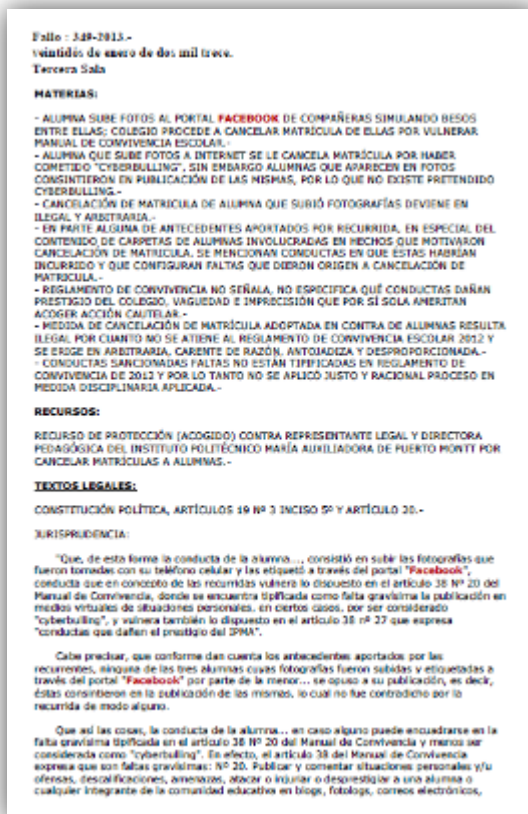 Fallo : 349-2013.-
veintidós de enero de dos mil trece.
Tercera Sala
MATERIAS:
- ALUMNA SUBE FOTOS AL PORTAL FACEBOOK DE COMPAÑERAS SIMULANDO BESOS
ENTRE ELLAS; COLEGIO PROCEDE A CANCELAR MATRÍCULA DE ELLAS POR VULNERAR
MANUAL DE CONVIVENCIA ESCOLAR.-
- ALUMNA QUE SUBE FOTOS A INTERNET SE LE CANCELA MATRÍCULA POR HABER
COMETIDO "CYBERBULLING", SIN EMBARGO ALUMNAS QUE APARECEN EN FOTOS
CONSINTIERON EN PUBLICACIÓN DE LAS MISMAS, POR LO QUE NO EXISTE PRETENDIDO
CYBERBULLING.-
- CANCELACIÓN DE MATRICULA DE ALUMNA QUE SUBIÓ FOTOGRAFÍAS DEVIENE EN
ILEGAL Y ARBITRARIA.-
- EN PARTE ALGUNA DE ANTECEDENTES APORTADOS POR RECURRIDA, EN ESPECIAL DEL
CONTENIDO DE CARPETAS DE ALUMNAS INVOLUCRADAS EN HECHOS QUE MOTIVARON
CANCELACIÓN DE MATRICULA, SE MENCIONAN CONDUCTAS EN QUE ÉSTAS HABRÍAN
INCURRIDO Y QUE CONFIGURAN FALTAS QUE DIERON ORIGEN A CANCELACIÓN DE
MATRICULA.-
- REGLAMENTO DE CONVIVENCIA NO SEÑALA, NO ESPECIFICA QUÉ CONDUCTAS DAÑAN
PRESTIGIO DEL COLEGIO, VAGUEDAD E IMPRECISIÓN QUE POR SÍ SOLA AMERITAN
ACOGER ACCIÓN CAUTELAR.-
- MEDIDA DE CANCELACIÓN DE MATRÍCULA ADOPTADA EN CONTRA DE ALUMNAS RESULTA
ILEGAL POR CUANTO NO SE ATIENE AL REGLAMENTO DE CONVIVENCIA ESCOLAR 2012 Y
SE ERIGE EN ARBITRARIA, CARENTE DE RAZÓN, ANTOJADIZA Y DESPROPORCIONADA.-
- CONDUCTAS SANCIONADAS FALTAS NO ESTÁN TIPIFICADAS EN REGLAMENTO DE
CONVIVENCIA DE 2012 Y POR LO TANTO NO SE APLICÓ JUSTO Y RACIONAL PROCESO EN
MEDIDA DISCIPLINARIA APLICADA.-
RECURSOS:
RECURSO DE PROTECCIÓN (ACOGIDO) CONTRA REPRESENTANTE LEGAL Y DIRECTORA
PEDAGÓGICA DEL INSTITUTO POLITÉCNICO MARÍA AUXILIADORA DE PUERTO MONTT POR
CANCELAR MATRÍCULAS A ALUMNAS.-
TEXTOS LEGALES:
CONSTITUCIÓN POLÍTICA, ARTÍCULOS 19 Nº 3 INCISO 5º Y ARTÍCULO 20.-
JURISPRUDENCIA:
"Que, de esta forma la conducta de la alumna..., consistió en subir las fotografías que
fueron tomadas con su teléfono celular y las etiquetó a través del portal "Facebook",
conducta que en concepto de las recurridas vulnera lo dispuesto en el artículo 38 Nº 20 del
Manual de Convivencia, donde se encuentra tipificada como falta gravísima la publicación en
medios virtuales de situaciones personales, en ciertos casos, por ser considerado
"cyberbulling", y vulnera también lo dispuesto en el artículo 38 nº 27 que expresa
"conductas que dañen el prestigio del IPMA".
Cabe precisar, que conforme dan cuenta los antecedentes aportados por las
recurrentes, ninguna de las tres alumnas cuyas fotografías fueron subidas y etiquetadas a
través del portal "Facebook" por parte de la menor... se opuso a su publicación, es decir,
éstas consintieron en la publicación de las mismas, lo cual no fue contradicho por la
recurrida de modo alguno.
Que así las cosas, la conducta de la alumna... en caso alguno puede encuadrarse en la
falta gravísima tipificada en el artículo 38 Nº 20 del Manual de Convivencia y menos ser
considerada como "cyberbulling". En efecto, el artículo 38 del Manual de Convivencia
expresa que son faltas gravísimas: Nº 20. Publicar y comentar situaciones personales y/u
ofensas, descalificaciones, amenazas, atacar o injuriar o desprestigiar a una alumna o
cualquier integrante de la comunidad educativa en blogs, fotologs, correos electrónicos,